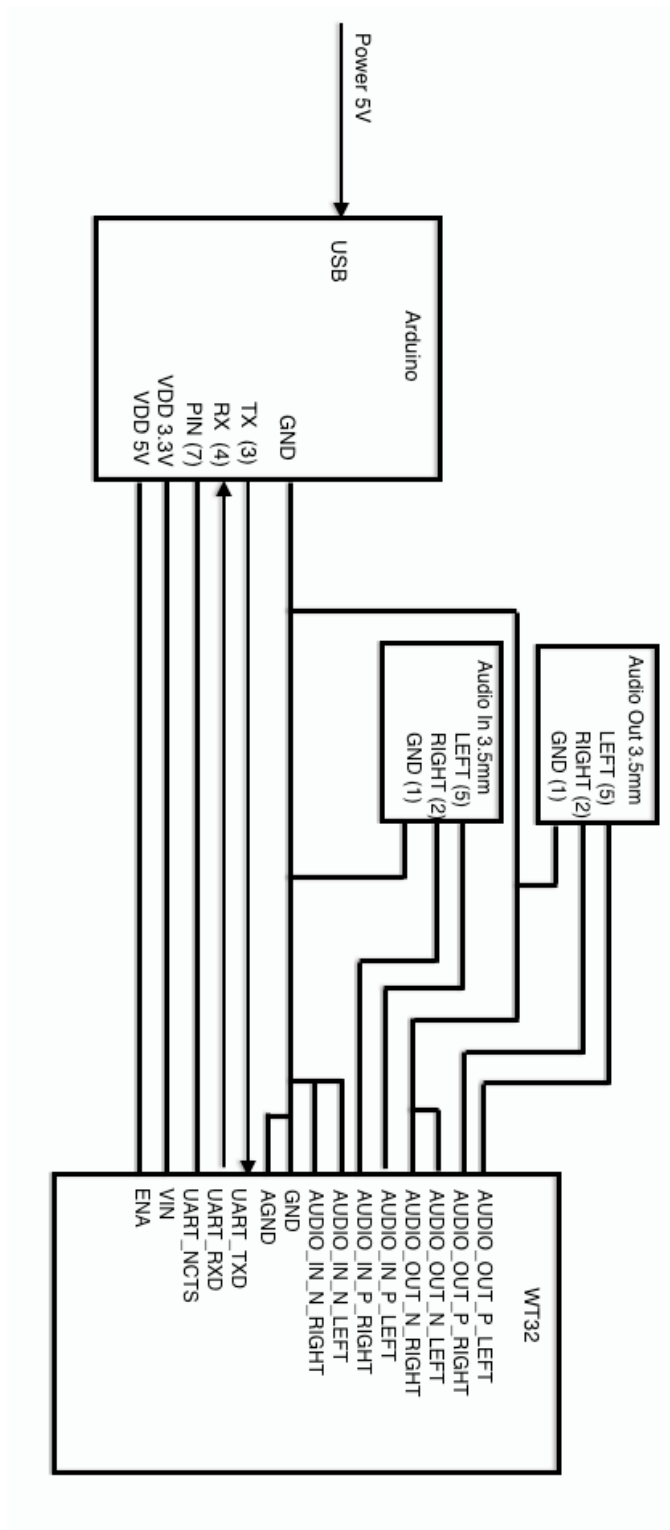 Power 5V
USB
Arduino
GND
TX (3)
RX (4)
PIN (7)
VDD 3.3V
VDD 5V
Audio Out 3.5mm
LEFT (5)
RIGHT (2)
GND (1)
Audio In 3.5mm
LEFT (5)
RIGHT (2)
GND (1)
WT32
AUDIO_OUT_P_LEFT
AUDIO_OUT_P_RIGHT
AUDIO_OUT_N_LEFT
AUDIO_OUT_N_RIGHT
AUDIO_IN_P_LEFT
AUDIO_IN_P_RIGHT
AUDIO_IN_N_LEFT
AUDIO_IN_N_RIGHT
GND
AGND
UART_TXD
UART_RXD
UART_NCTS
VIN
ENA